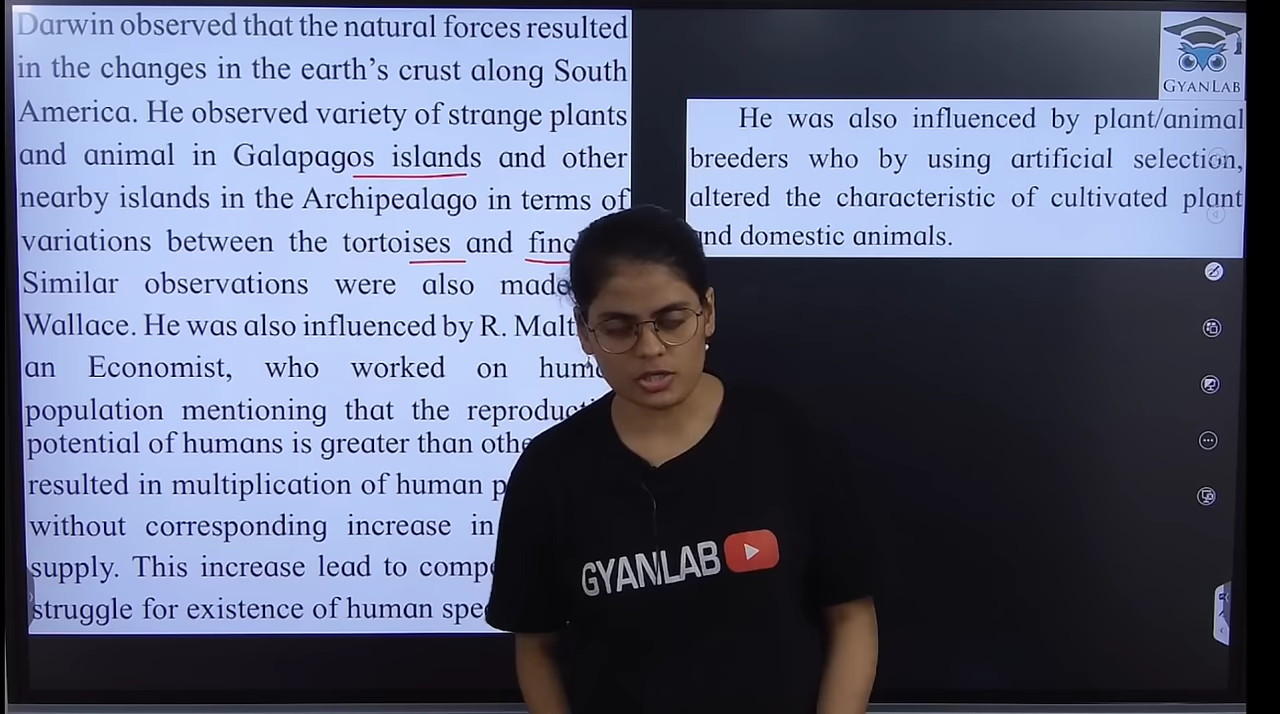 Darwin observed that the natural forces resulted
in the changes in the earth's crust along South
America. He observed variety of strange plants
and animal in Galapagos islands and other
nearby islands in the Archipealago in terms of
variations between the tortoises and
Similar observations were also made
Wallace. He was also influenced by R.
an Economist, who worked on
population mentioning that the
potential of humans is greater than
resulted in multiplication of human
without corresponding increase in
supply. This increase lead to
struggle for existence of human
He was also influenced by plant/animal
breeders who by using artificial selection,
altered the characteristic of cultivated plant
and domestic animals.
GYANLAB
GYANLAB